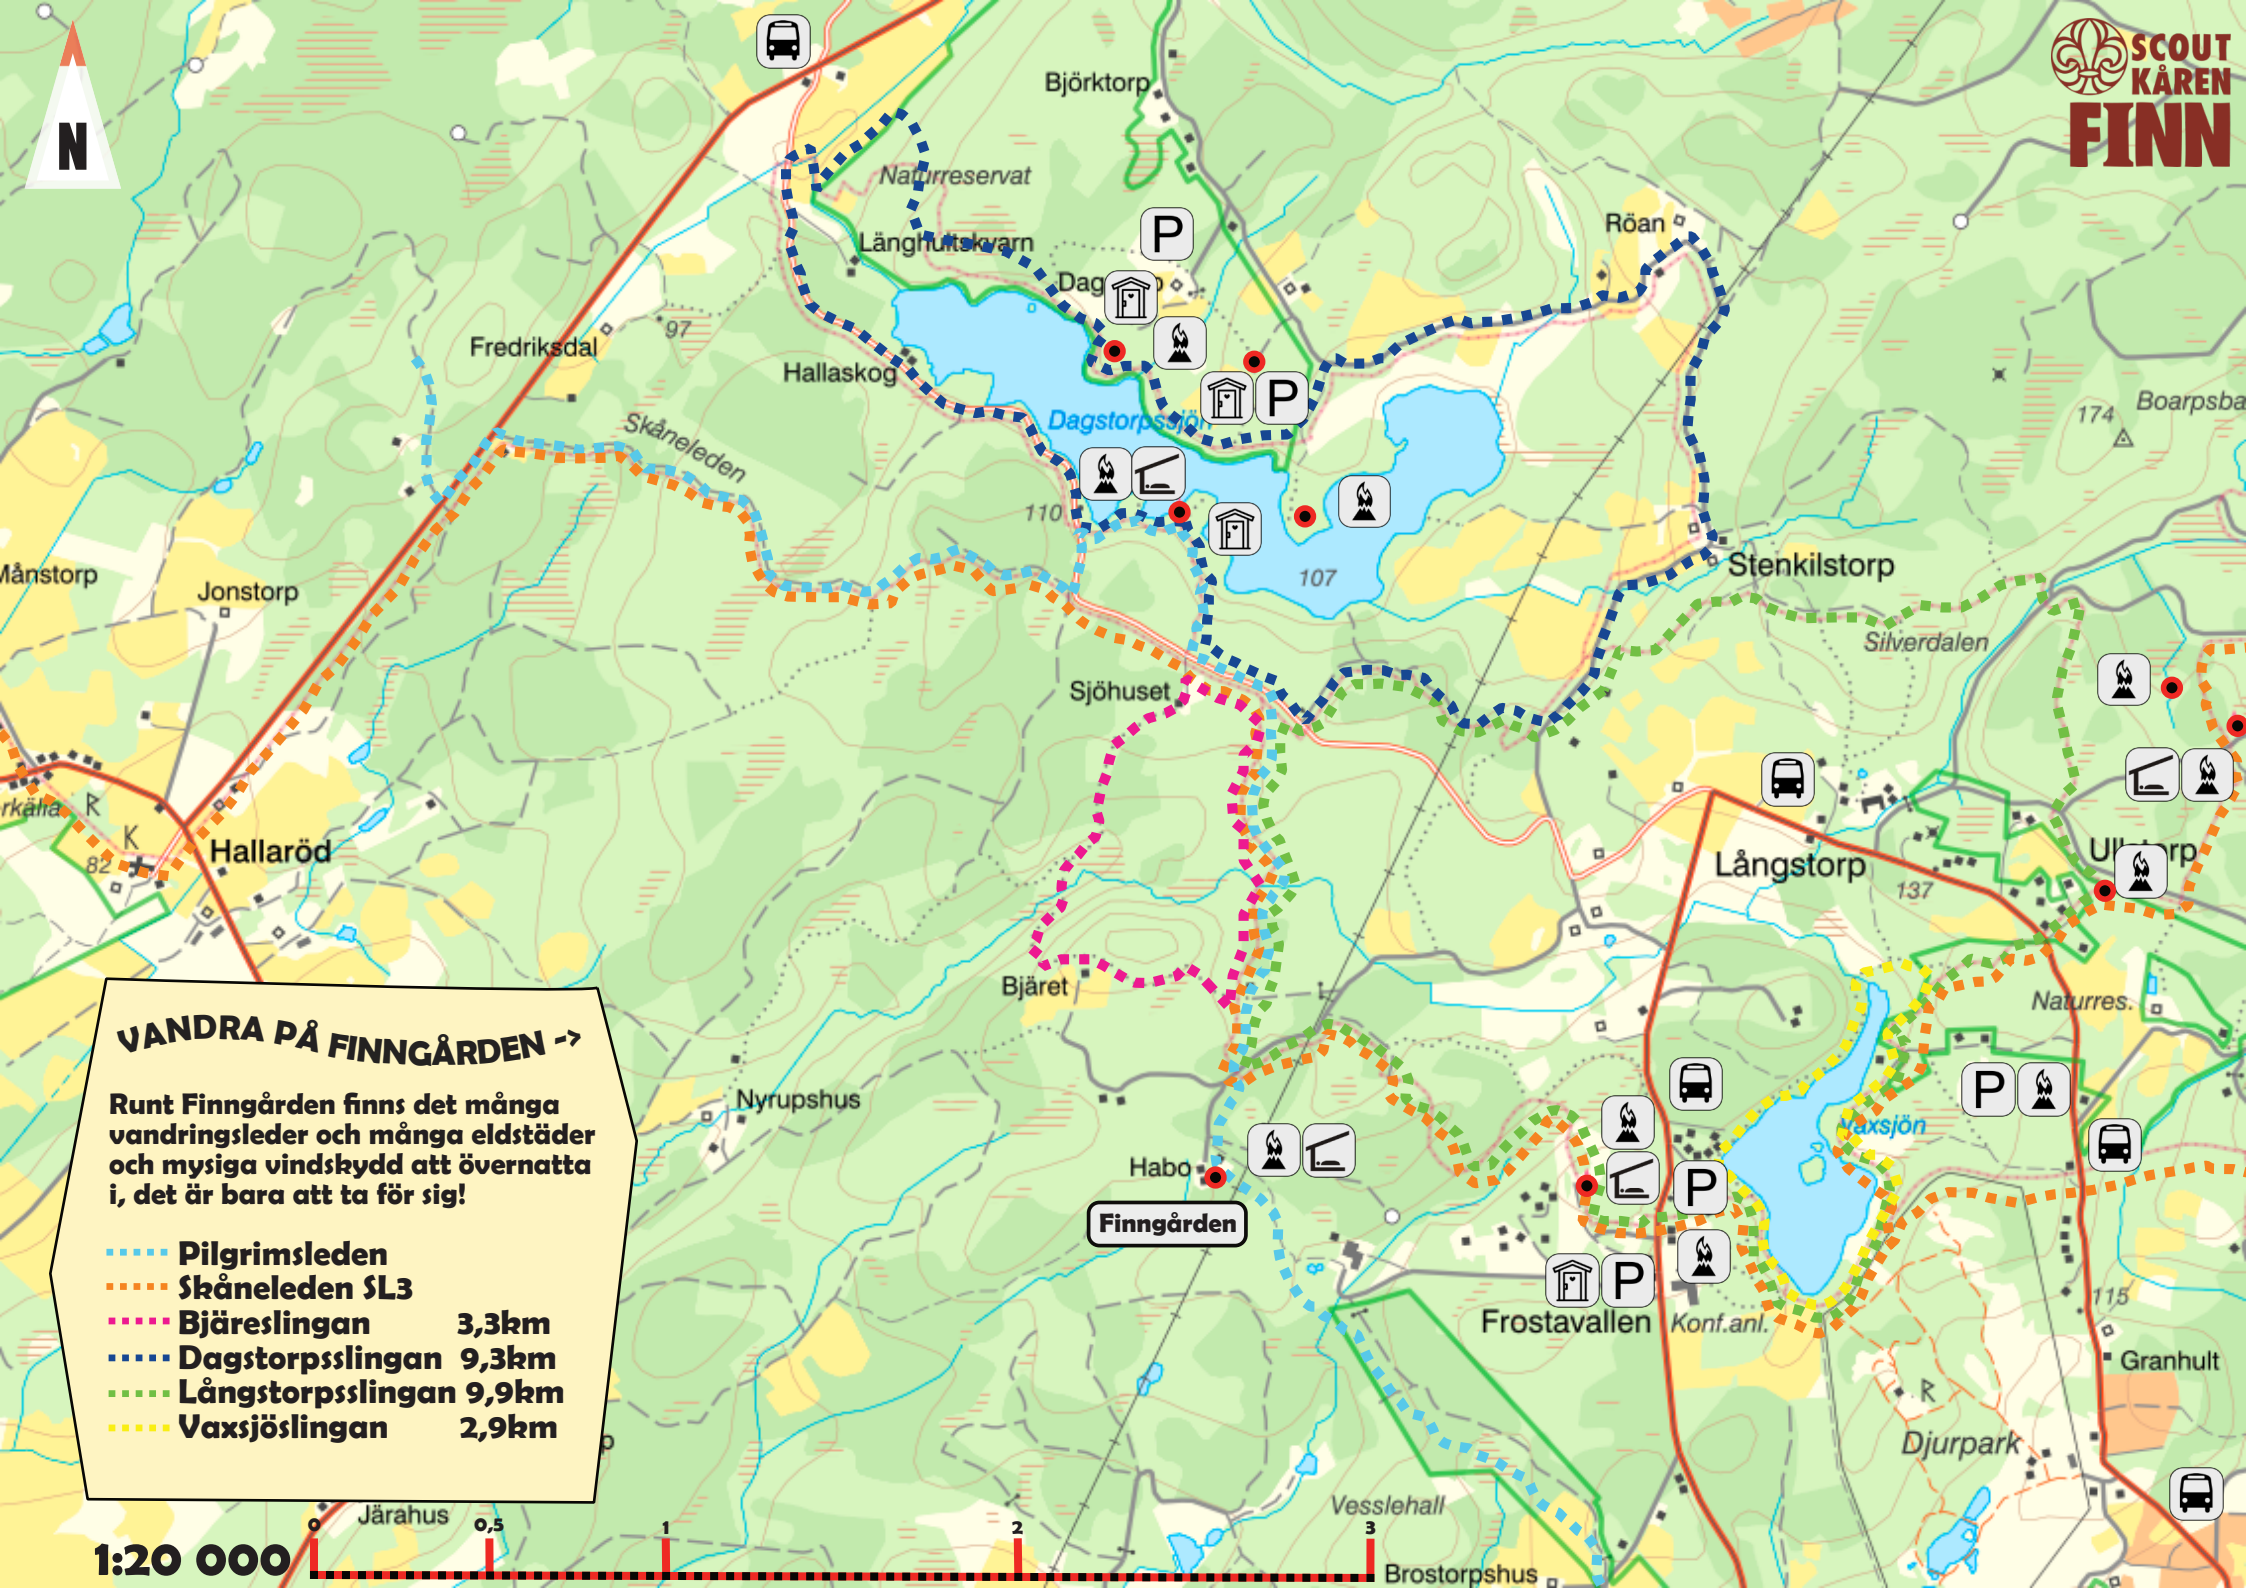 N
SCOUT
KÅREN
FINN
Björktorp
Naturreservat
Röan
P
Länghultskvarn
97
Fredriksdal
Hallaskog
P
174
Boarpsba
Skåneleden
Dagstorpssjön
110
107
Månstorp
Jonstorp
Stenkilstorp
Silverdalen
Sjöhuset
rkälla
R
K
82
Hallaröd
Långstorp
137
Bjäret
Naturres.
P
Nyrupshus
Vaxsjön
Habo
P
Finngården
P
Frostavallen
Konf.anl.
115
Granhult
R
Djurpark
Vesslehall
Brostorpshus
VANDRA PÅ FINNGÅRDEN ->
Runt Finngården finns det många
vandringsleder och många eldstäder
och mysiga vindskydd att övernatta
i, det är bara att ta för sig!
Pilgrimsleden
Skåneleden SL3
Bjäreslingan 3,3km
Dagstorpsslingan 9,3km
Långstorpsslingan 9,9km
Vaxsjöslingan 2,9km
p
Järahus
1:20 000
0 0,5 1 2 3